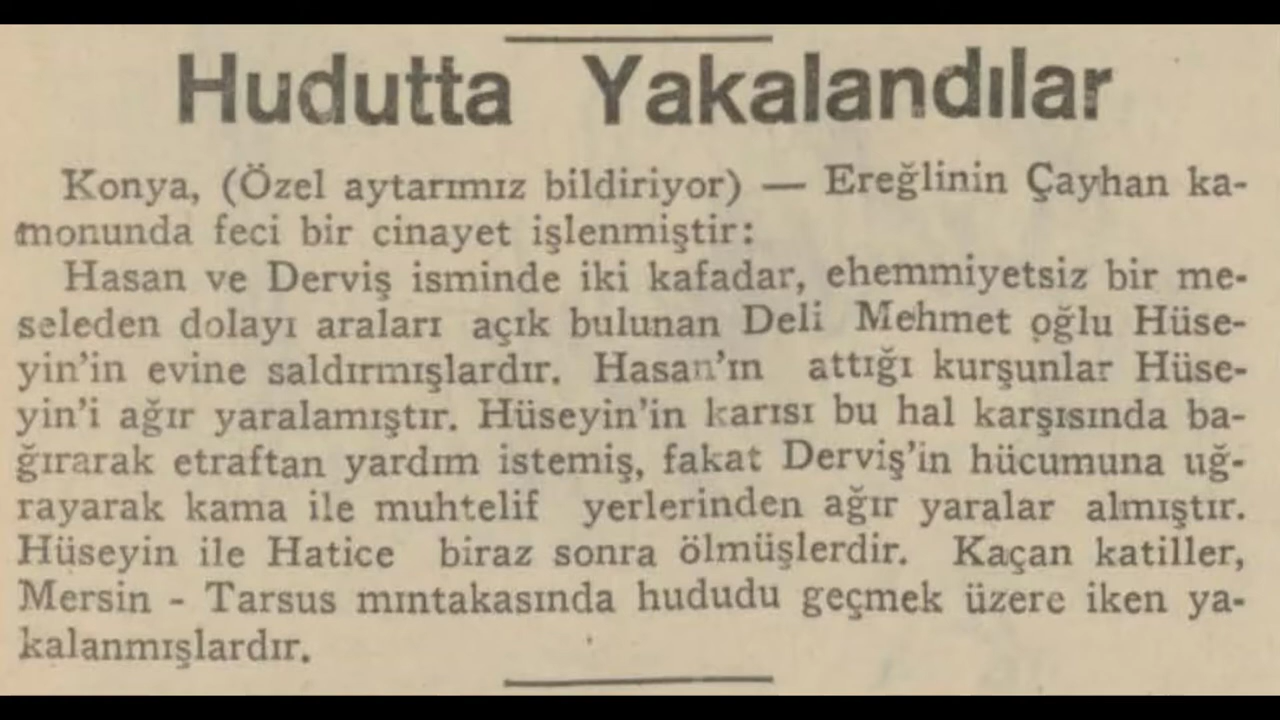 Hudutta Yakalandılar
Konya, (Özel aytarımız bildiriyor) — Ereğlinin Çayhan ka-
monunda feci bir cinayet işlenmiştir:
Hasan ve Derviş isminde iki kafadar, ehemmiyetsiz bir me-
seleden dolayı araları açık bulunan Deli Mehmet oğlu Hüse-
yin'in evine saldırmışlardır. Hasan'ın attığı kurşunlar Hüse-
yin'i ağır yaralamıştır. Hüseyin'in karısı bu hal karşısında ba-
ğırarak etraftan yardım istemiş, fakat Derviş'in hücumuna uğ-
rayarak kama ile muhtelif yerlerinden ağır yaralar almıştır.
Hüseyin ile Hatice biraz sonra ölmüşlerdir. Kaçan katiller,
Mersin - Tarsus mıntakasında hududu geçmek üzere iken ya-
kalanmışlardır.